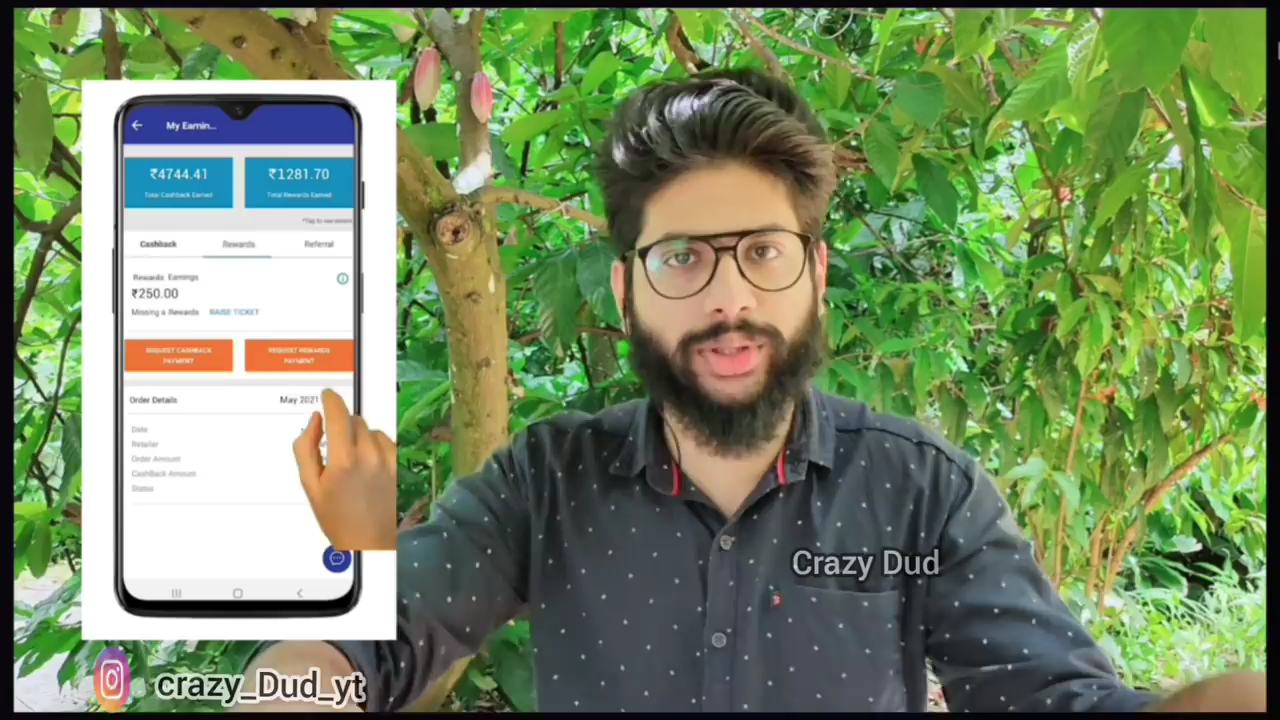 My Earnin...
₹4744.41
Total Cashback Earned
₹1281.70
Total Rewards Earned
Cashback
Rewards
Referral
Rewards Earnings
₹250.00
Missing a Rewards RAISE TICKET
REQUEST CASHBACK
PAYMENT
REQUEST REWARDS
PAYMENT
Order Details
May 2021
Date
Retailer
Order Amount
CashBack Amount
Status
Crazy Dud
crazy_Dud_yt